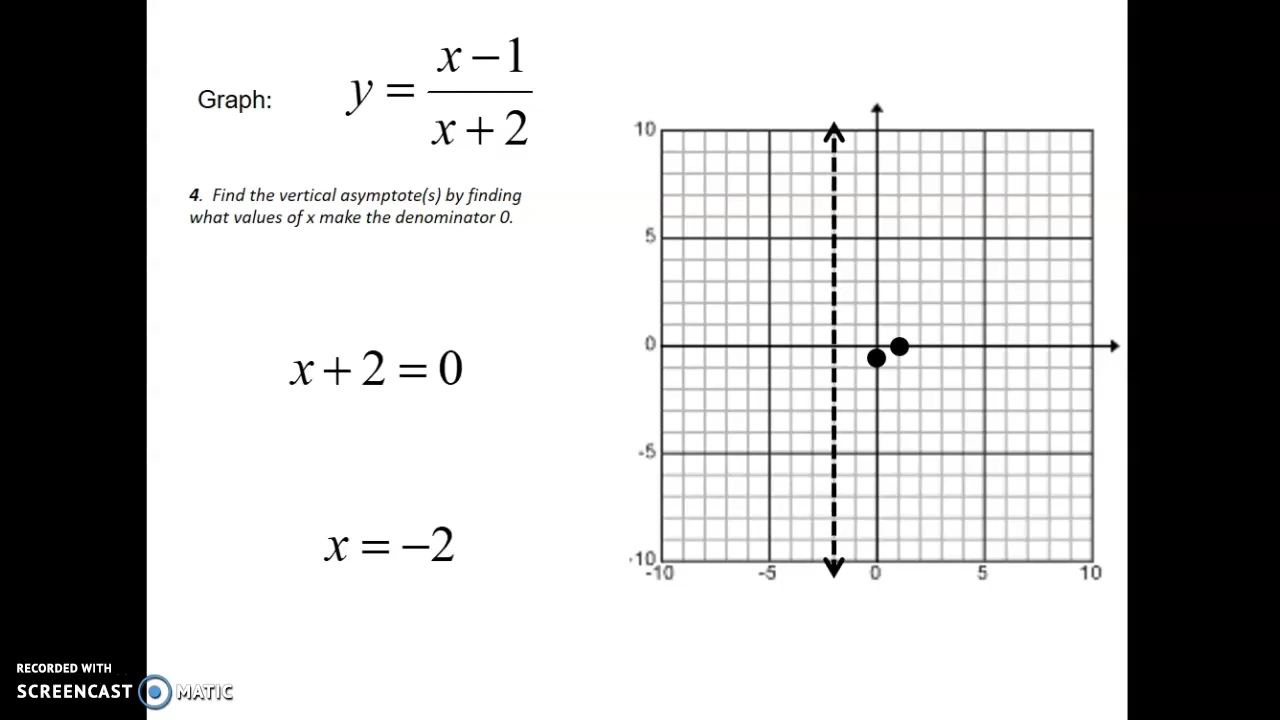 Graph:
y = \frac{x-1}{x+2}
4. Find the vertical asymptote(s) by finding
what values of x make the denominator 0.
x + 2 = 0
x = -2
10
5
0
-5
-10
-10 -5 0 5 10
RECORDED WITH
SCREENCAST MATIC